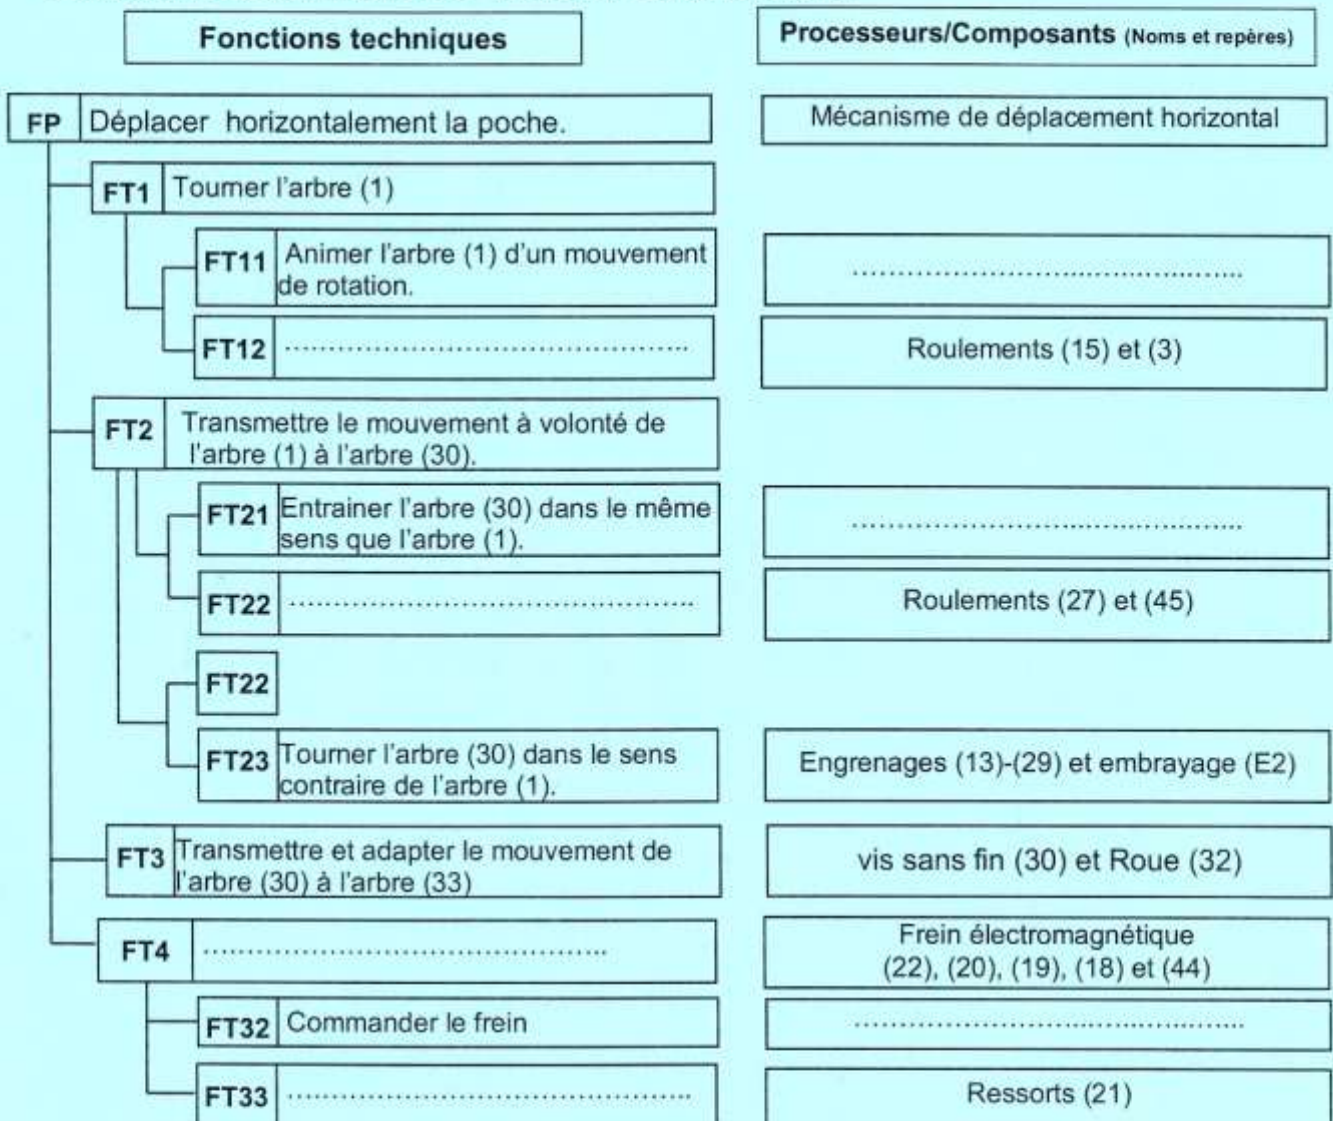 Fonctions techniques
Processeurs/Composants (Noms et repères)
FP Déplacer horizontalement la poche.
Mécanisme de déplacement horizontal
FT1 Tourner l'arbre (1)
FT11 Animer l'arbre (1) d'un mouvement
de rotation.
........................................
FT12 ........................................
Roulements (15) et (3)
FT2 Transmettre le mouvement à volonté de
l'arbre (1) à l'arbre (30).
FT21 Entrainer l'arbre (30) dans le même
sens que l'arbre (1).
........................................
FT22 ........................................
Roulements (27) et (45)
FT22
FT23 Tourner l'arbre (30) dans le sens
contraire de l'arbre (1).
Engrenages (13)-(29) et embrayage (E2)
FT3 Transmettre et adapter le mouvement de
l'arbre (30) à l'arbre (33)
vis sans fin (30) et Roue (32)
FT4 ........................................
Frein électromagnétique
(22), (20), (19), (18) et (44)
FT32 Commander le frein
........................................
FT33 ........................................
Ressorts (21)